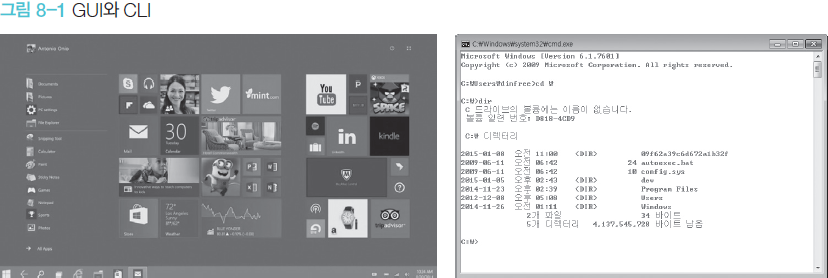 그림 8-1 GUI와 CLI
Documents
Pictures
PC settings
File Explorer
Snipping Tool
Calculator
Paint
Sticky Notes
Games
Notepad
Sports
Photos
All Apps
Mail
30
Tuesday
Calendar
mint.com
You
Tube
SPACE
in
LinkedIn
kindle
72°
Los Angeles
Store
Weather
a
advisor
C:₩Windows₩system32₩cmd.exe
Microsoft Windows [Version 6.1.7601]
Copyright (c) 2009 Microsoft Corporation. All rights reserved.
C:₩Users₩dinfree>cd ₩
C:₩>dir
C 드라이브의 볼륨에는 이름이 없습니다.
볼륨 일련 번호: D818-4CD9
C:₩ 디렉터리
2015-01-08 오전 11:00 <DIR> 09f62a39c6d672a1b32f
2009-06-11 오전 06:42 24 autoexec.bat
2009-06-11 오전 06:42 10 config.sys
2015-01-05 오후 02:43 <DIR> dev
2014-11-23 오후 02:39 <DIR> Program Files
2012-12-08 오후 05:08 <DIR> Users
2014-11-26 오전 01:11 <DIR> Windows
2개 파일 34 바이트
5개 디렉터리 4,137,545,728 바이트 남음
C:₩>